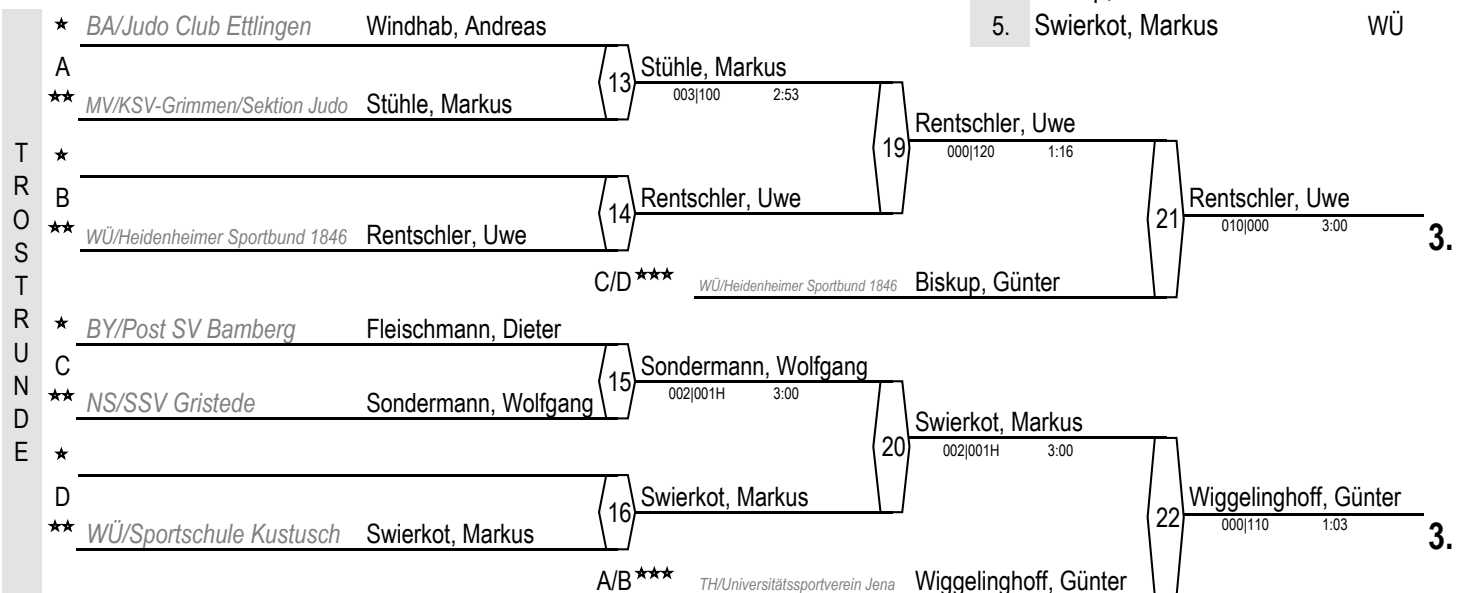 5. Swierkot, Markus WÜ
TROSTRUNDE
BA/Judo Club Ettlingen Windhab, Andreas
A
13 Stühle, Markus
003|100 2:53
MV/KSV-Grimmen/Sektion Judo Stühle, Markus
19 Rentschler, Uwe
000|120 1:16
B
14 Rentschler, Uwe
WÜ/Heidenheimer Sportbund 1846 Rentschler, Uwe
21 Rentschler, Uwe
010|000 3:00
3.
C/D WÜ/Heidenheimer Sportbund 1846 Biskup, Günter
BY/Post SV Bamberg Fleischmann, Dieter
C
15 Sondermann, Wolfgang
002|001H 3:00
NS/SSV Gristede Sondermann, Wolfgang
20 Swierkot, Markus
002|001H 3:00
D
16 Swierkot, Markus
WÜ/Sportschule Kustusch Swierkot, Markus
22 Wiggelinghoff, Günter
000|110 1:03
3.
A/B TH/Universitätssportverein Jena Wiggelinghoff, Günter